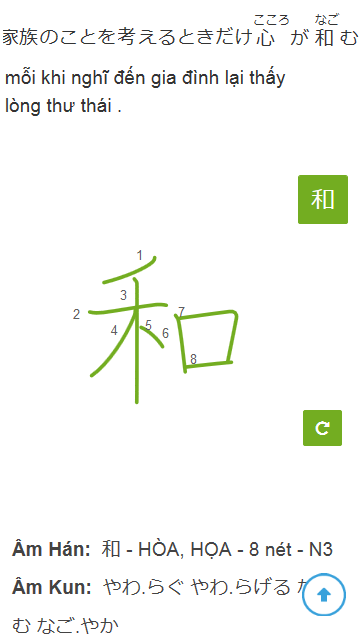 こころ なご
家族のことを考えるときだけ心が和む
mỗi khi nghĩ đến gia đình lại thấy
lòng thư thái .
和
1
3
2
7
5
4
6
8
Âm Hán: 和 - HÒA, HỌA - 8 nét - N3
Âm Kun: やわ.らぐ やわ.らげる
む なご.やか